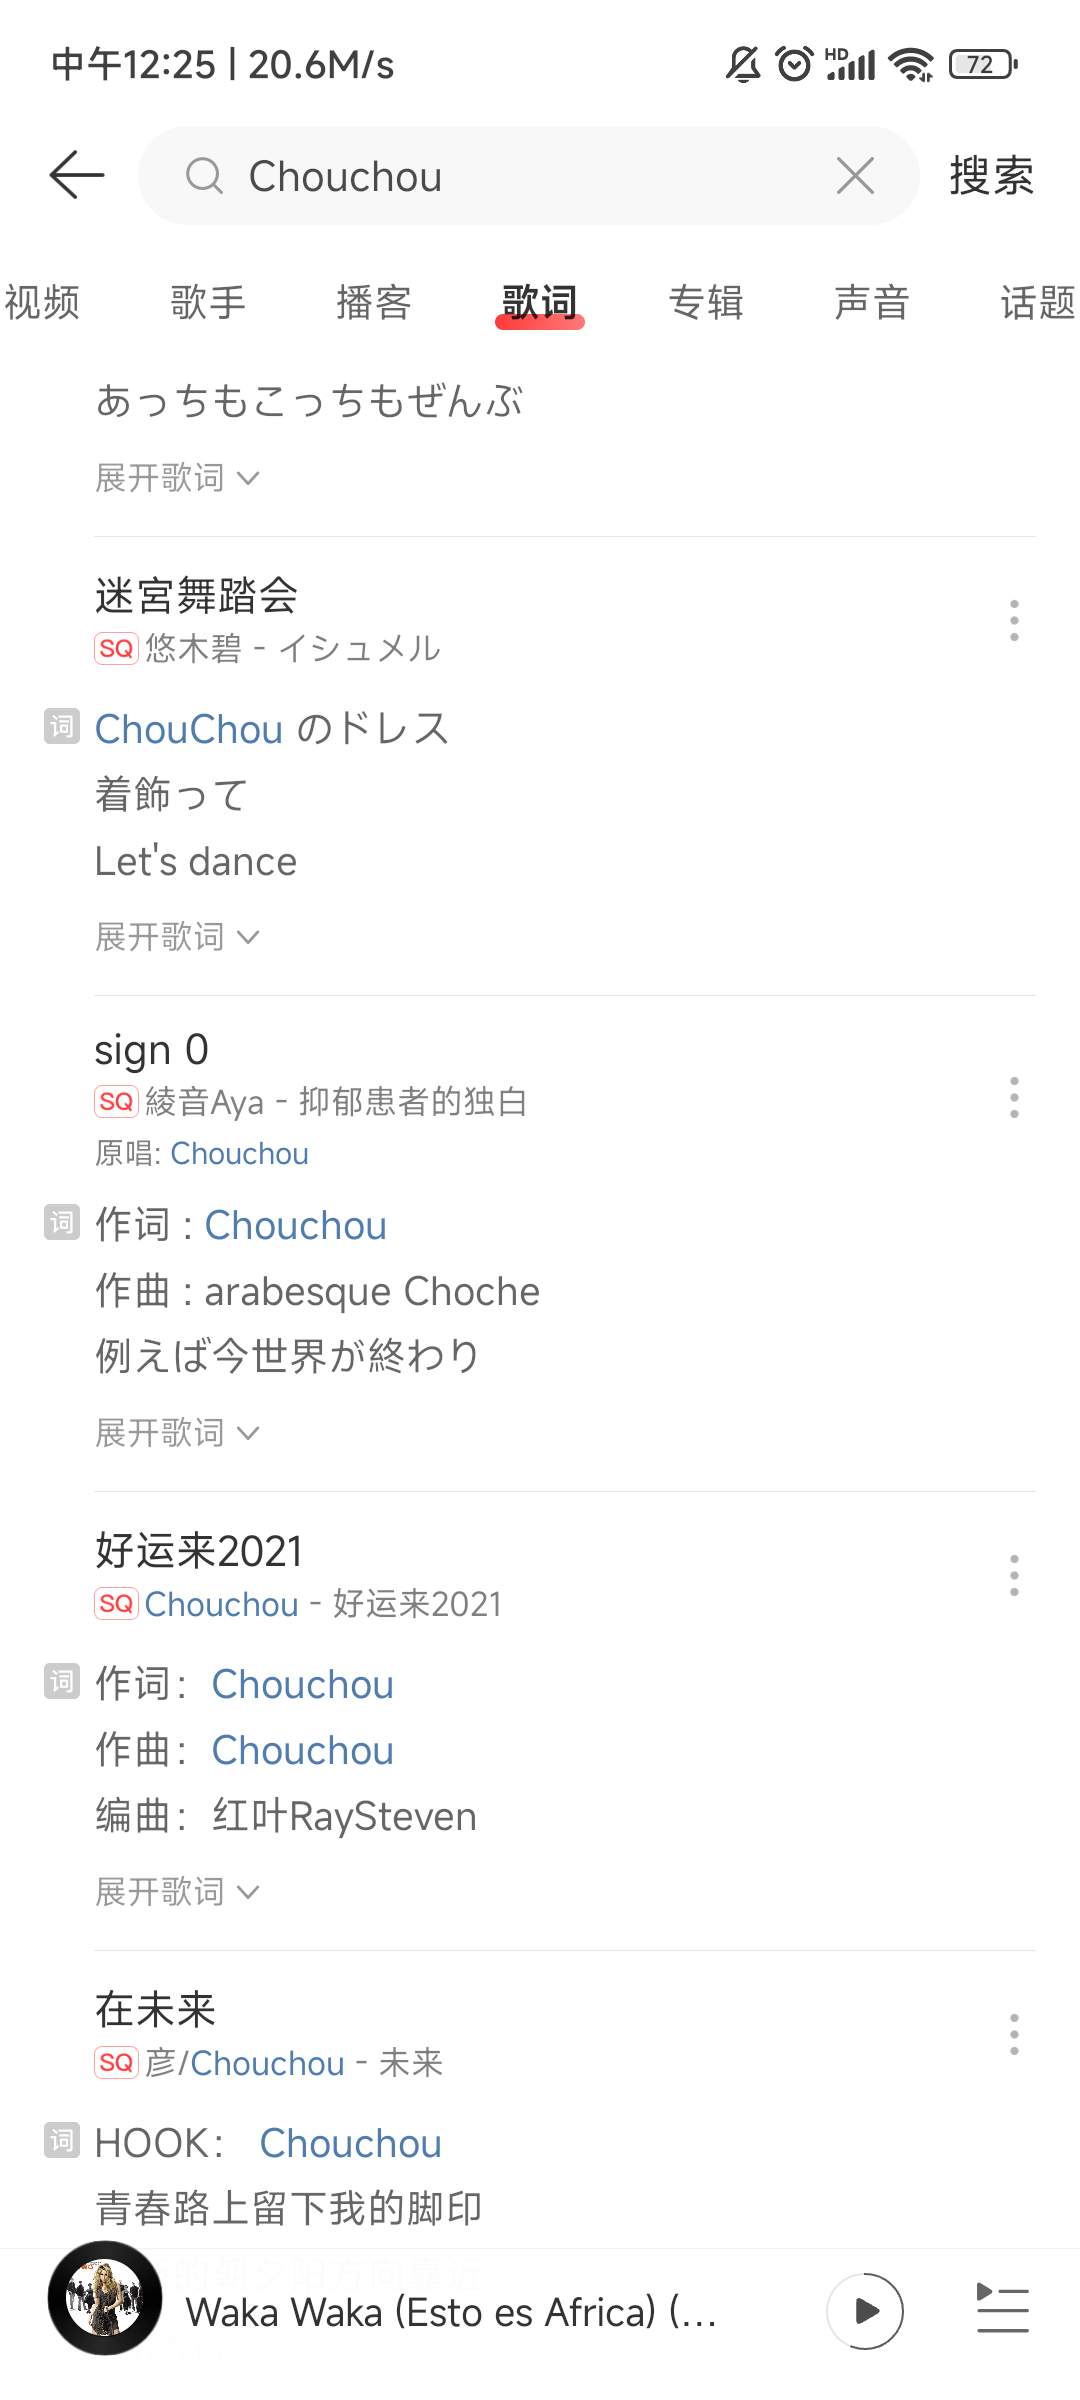 中午12:25 | 20.6M/s
HD
72
Chouchou
搜索
视频 歌手 播客 歌词 专辑 声音 话题
あっちもこっちもぜんぶ
展开歌词
迷宮舞踏会
SQ 悠木碧 - イシュメル
词 ChouChou のドレス
着飾って
Let's dance
展开歌词
sign 0
SQ 綾音Aya - 抑郁患者的独白
原唱: Chouchou
词 作词 : Chouchou
作曲 : arabesque Choche
例えば今世界が終わり
展开歌词
好运来2021
SQ Chouchou - 好运来2021
词 作词：Chouchou
作曲：Chouchou
编曲：红叶RaySteven
展开歌词
在未来
SQ 彦/Chouchou - 未来
词 HOOK： Chouchou
青春路上留下我的脚印
Waka Waka (Esto es Africa) (...